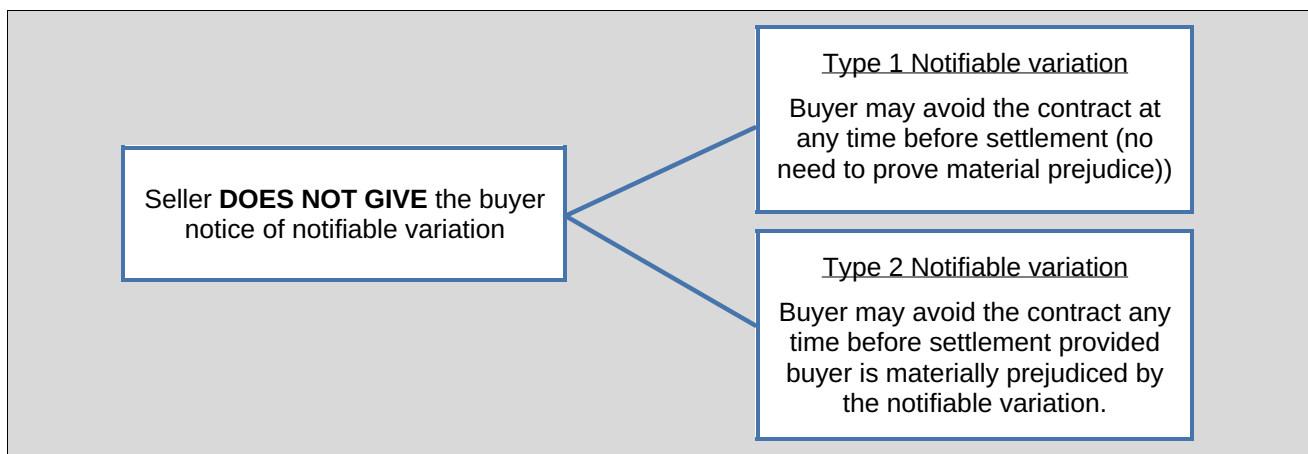 Seller DOES NOT GIVE the buyer
notice of notifiable variation
Type 1 Notifiable variation
Buyer may avoid the contract at
any time before settlement (no
need to prove material prejudice))
Type 2 Notifiable variation
Buyer may avoid the contract any
time before settlement provided
buyer is materially prejudiced by
the notifiable variation.